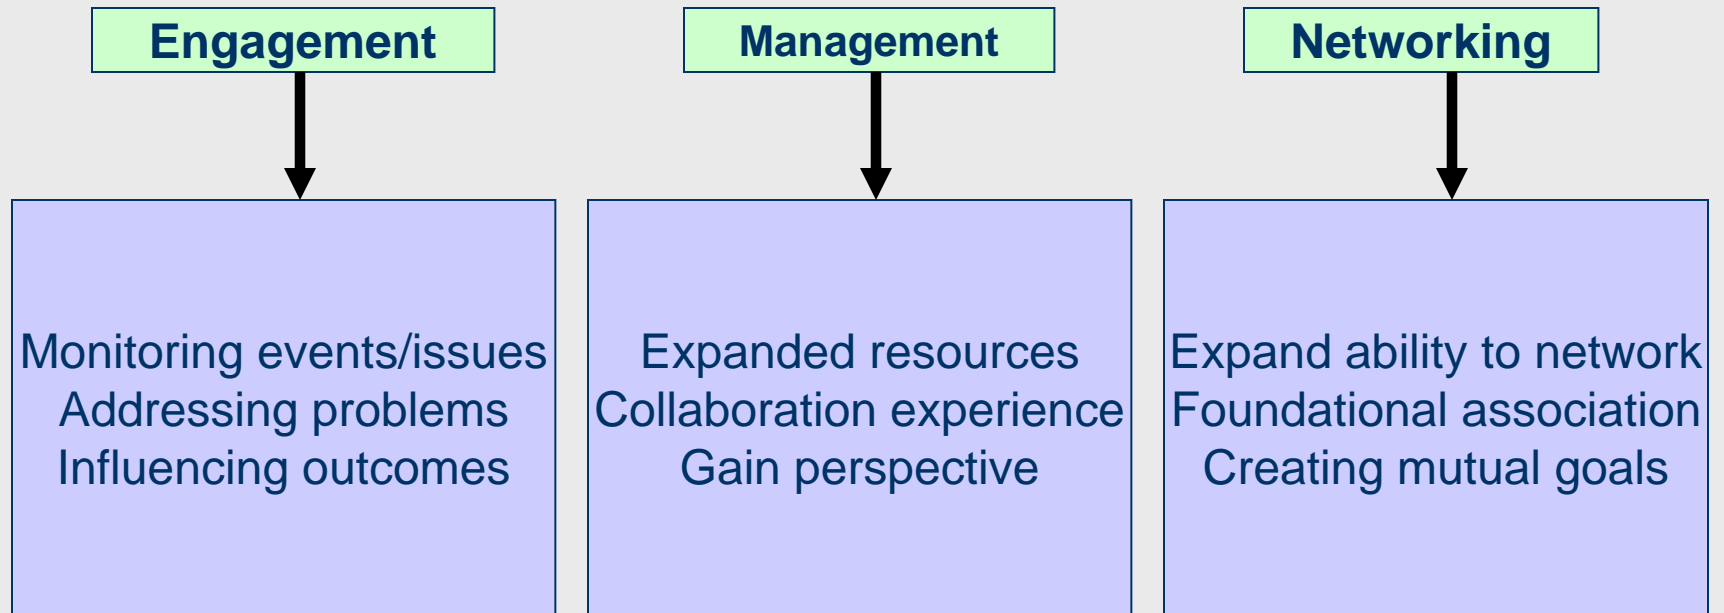 Engagement
Management
Networking
Monitoring events/issues
Addressing problems
Influencing outcomes
Expanded resources
Collaboration experience
Gain perspective
Expand ability to network
Foundational association
Creating mutual goals